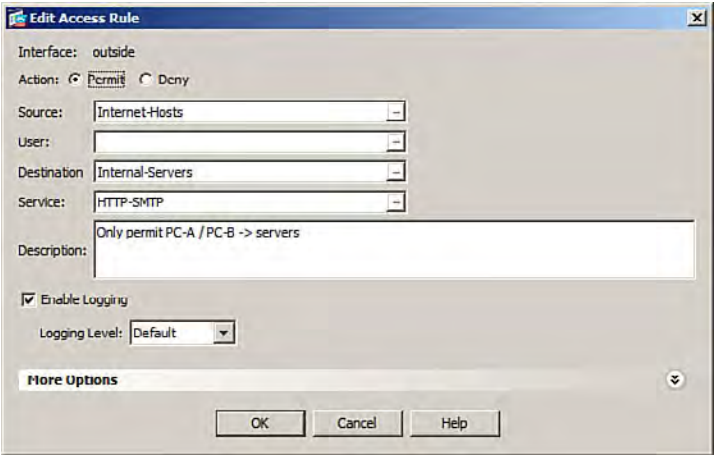 Edit Access Rule
Interface: outside
Action: Permit Deny
Source: Internet-Hosts
User:
Destination Internal-Servers
Service: HTTP-SMTP
Only permit PC-A / PC-B -> servers
Description:
Enable Logging
Logging Level: Default
More Options
OK Cancel Help